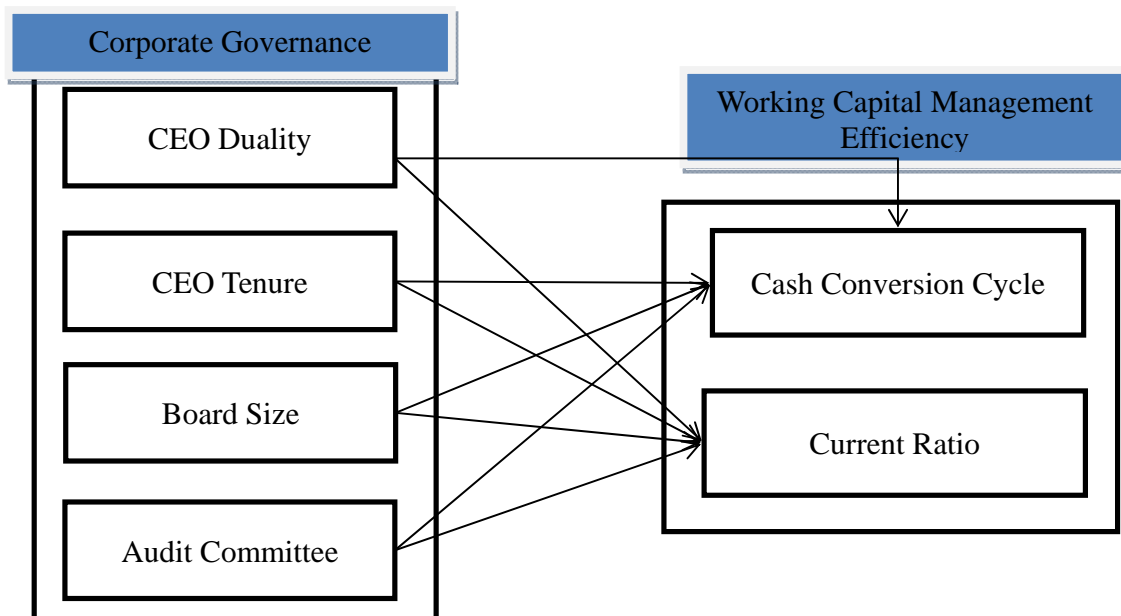 Corporate Governance
CEO Duality
CEO Tenure
Board Size
Audit Committee
Working Capital Management
Efficiency
Cash Conversion Cycle
Current Ratio